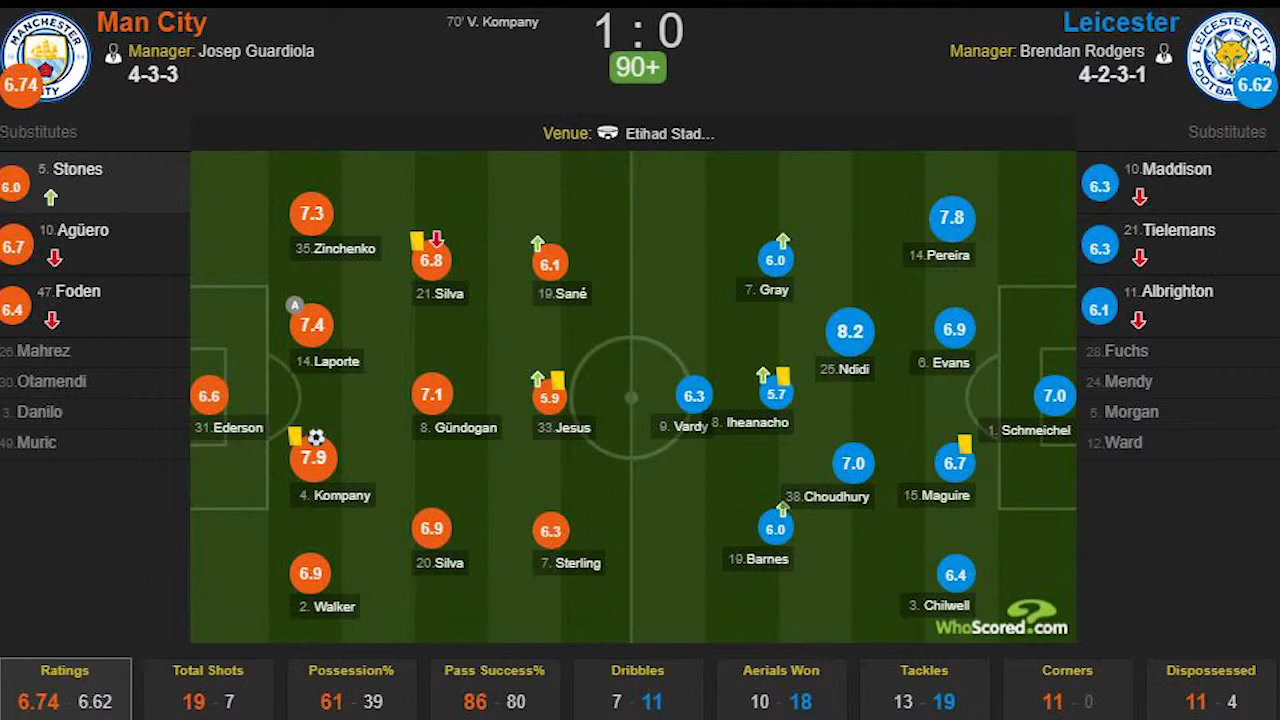 Man City
Manager: Josep Guardiola
4-3-3
6.74
70' V. Kompany
1 : 0
90+
Leicester
Manager: Brendan Rodgers
4-2-3-1
6.62
MANCHESTER
CITY
LEICESTER CITY
Substitutes
Venue: Etihad Stad...
Substitutes
5. Stones
6.0
10. Agüero
6.7
47. Foden
6.4
26. Mahrez
30. Otamendi
3. Danilo
49. Muric
6.6
31. Ederson
7.3
35. Zinchenko
A
7.4
14. Laporte
7.9
4. Kompany
6.9
2. Walker
6.8
21. Silva
7.1
8. Gündogan
6.9
20. Silva
6.1
19. Sané
5.9
33. Jesus
6.3
7. Sterling
6.3
9. Vardy
6.0
7. Gray
5.7
8. Iheanacho
6.0
19. Barnes
8.2
25. Ndidi
7.0
38. Choudhury
7.8
14. Pereira
6.9
6. Evans
6.7
15. Maguire
6.4
3. Chilwell
7.0
1. Schmeichel
WhoScored.com
10. Maddison
6.3
21. Tielemans
6.3
11. Albrighton
6.1
28. Fuchs
24. Mendy
5. Morgan
12. Ward
Ratings
6.74 - 6.62
Total Shots
19 - 7
Possession%
61 - 39
Pass Success%
86 - 80
Dribbles
7 - 11
Aerials Won
10 - 18
Tackles
13 - 19
Corners
11 - 0
Dispossessed
11 - 4